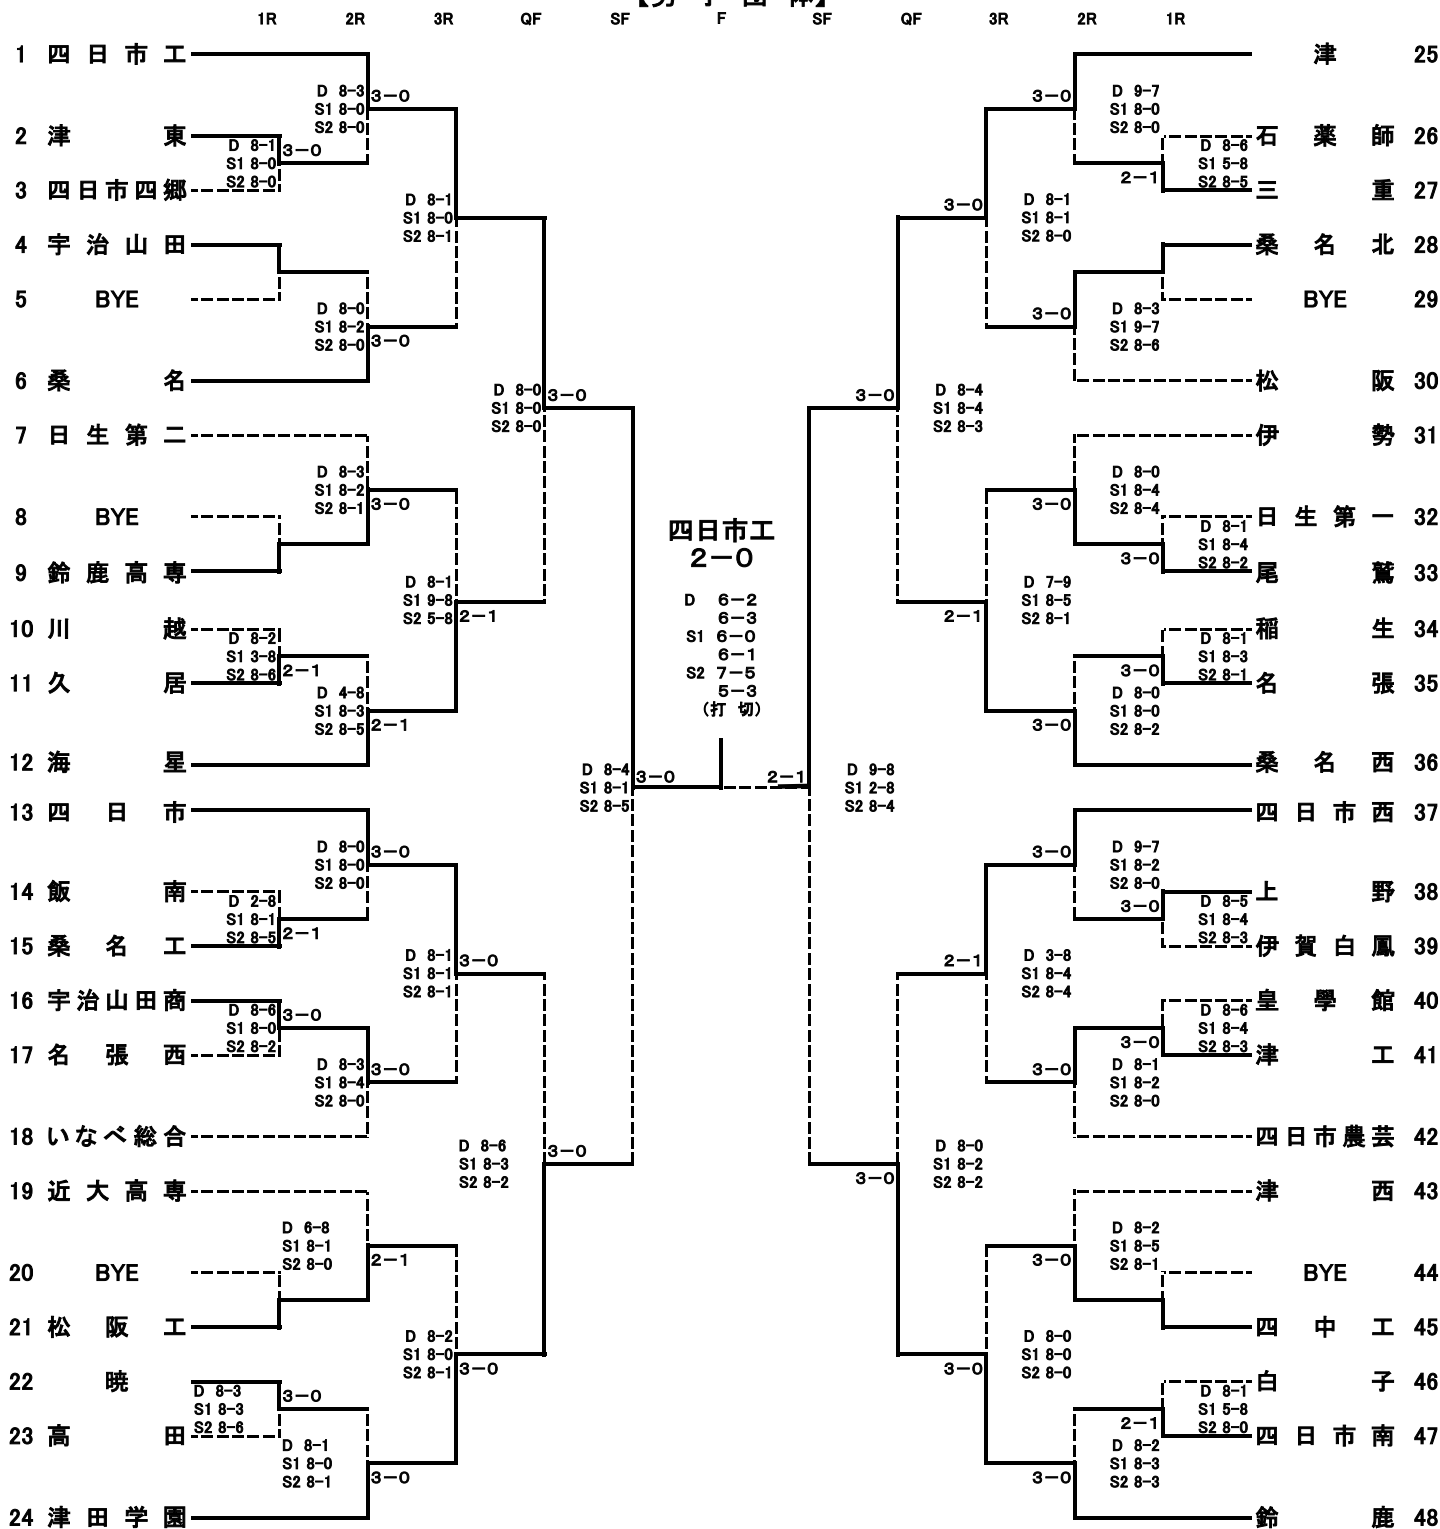 【男子団体】
1R 2R 3R QF SF F SF QF 3R 2R 1R
1 四日市工
D 8-3
S1 8-0
S2 8-0
3-0
2 津東
D 8-1
S1 8-0
S2 8-0
3-0
3 四日市四郷
D 8-1
S1 8-0
S2 8-1
4 宇治山田
5 BYE
D 8-0
S1 8-2
S2 8-0
3-0
6 桑名
D 8-0
S1 8-0
S2 8-0
3-0
7 日生第二
D 8-3
S1 8-2
S2 8-1
3-0
8 BYE
9 鈴鹿高専
D 8-1
S1 9-8
S2 5-8
2-1
10 川越
D 8-2
S1 3-8
S2 8-6
2-1
11 久居
D 4-8
S1 8-3
S2 8-5
2-1
12 海星
D 8-4
S1 8-1
S2 8-5
3-0
13 四日市
D 8-0
S1 8-0
S2 8-0
3-0
14 飯南
D 2-8
S1 8-1
S2 8-5
2-1
15 桑名工
D 8-1
S1 8-1
S2 8-1
3-0
16 宇治山田商
D 8-6
S1 8-0
S2 8-2
3-0
17 名張西
D 8-3
S1 8-4
S2 8-0
3-0
18 いなべ総合
D 8-6
S1 8-3
S2 8-2
3-0
19 近大高専
D 6-8
S1 8-1
S2 8-0
2-1
20 BYE
21 松阪工
D 8-2
S1 8-0
S2 8-1
3-0
22 暁
D 8-3
S1 8-3
S2 8-6
3-0
23 高田
D 8-1
S1 8-0
S2 8-1
3-0
24 津田学園
四日市工
2-0
D 6-2
6-3
S1 6-0
6-1
S2 7-5
5-3
(打切)
津 25
3-0
D 9-7
S1 8-0
S2 8-0
石薬師 26
D 8-6
S1 5-8
S2 8-5
2-1
三重 27
3-0
D 8-1
S1 8-1
S2 8-0
桑名北 28
BYE 29
3-0
D 8-3
S1 9-7
S2 8-6
松阪 30
3-0
D 8-4
S1 8-4
S2 8-3
伊勢 31
3-0
D 8-0
S1 8-4
S2 8-4
日生第一 32
D 8-1
S1 8-4
S2 8-2
3-0
尾鷲 33
2-1
D 7-9
S1 8-5
S2 8-1
稲生 34
D 8-1
S1 8-3
S2 8-1
3-0
名張 35
D 8-0
S1 8-0
S2 8-2
3-0
桑名西 36
2-1
D 9-8
S1 2-8
S2 8-4
四日市西 37
3-0
D 9-7
S1 8-2
S2 8-0
上野 38
3-0
D 8-5
S1 8-4
S2 8-3
伊賀白鳳 39
2-1
D 3-8
S1 8-4
S2 8-4
皇學館 40
D 8-6
S1 8-4
S2 8-3
3-0
津工 41
3-0
D 8-1
S1 8-2
S2 8-0
四日市農芸 42
D 8-0
S1 8-2
S2 8-2
3-0
津西 43
D 8-2
S1 8-5
S2 8-1
3-0
BYE 44
四中工 45
D 8-0
S1 8-0
S2 8-0
3-0
白子 46
D 8-1
S1 5-8
S2 8-0
2-1
四日市南 47
D 8-2
S1 8-3
S2 8-3
3-0
鈴鹿 48